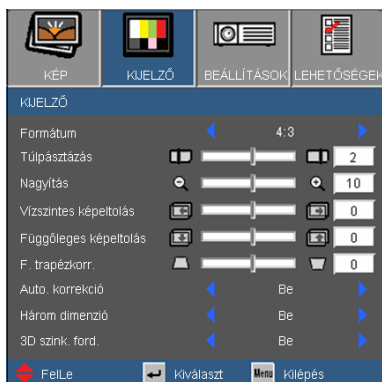 KÉP KIJELZŐ BEÁLLÍTÁSOK LEHETŐSÉGEK
KIJELZŐ
Formátum 4:3
Túlpásztázás 2
Nagyítás 10
Vízszintes képeltolás 0
Függőleges képeltolás 0
F. trapézkorr. 0
Auto. korrekció Be
Három dimenzió Be
3D szink. ford. Be
FelLe Kiválaszt Menu Kilépés